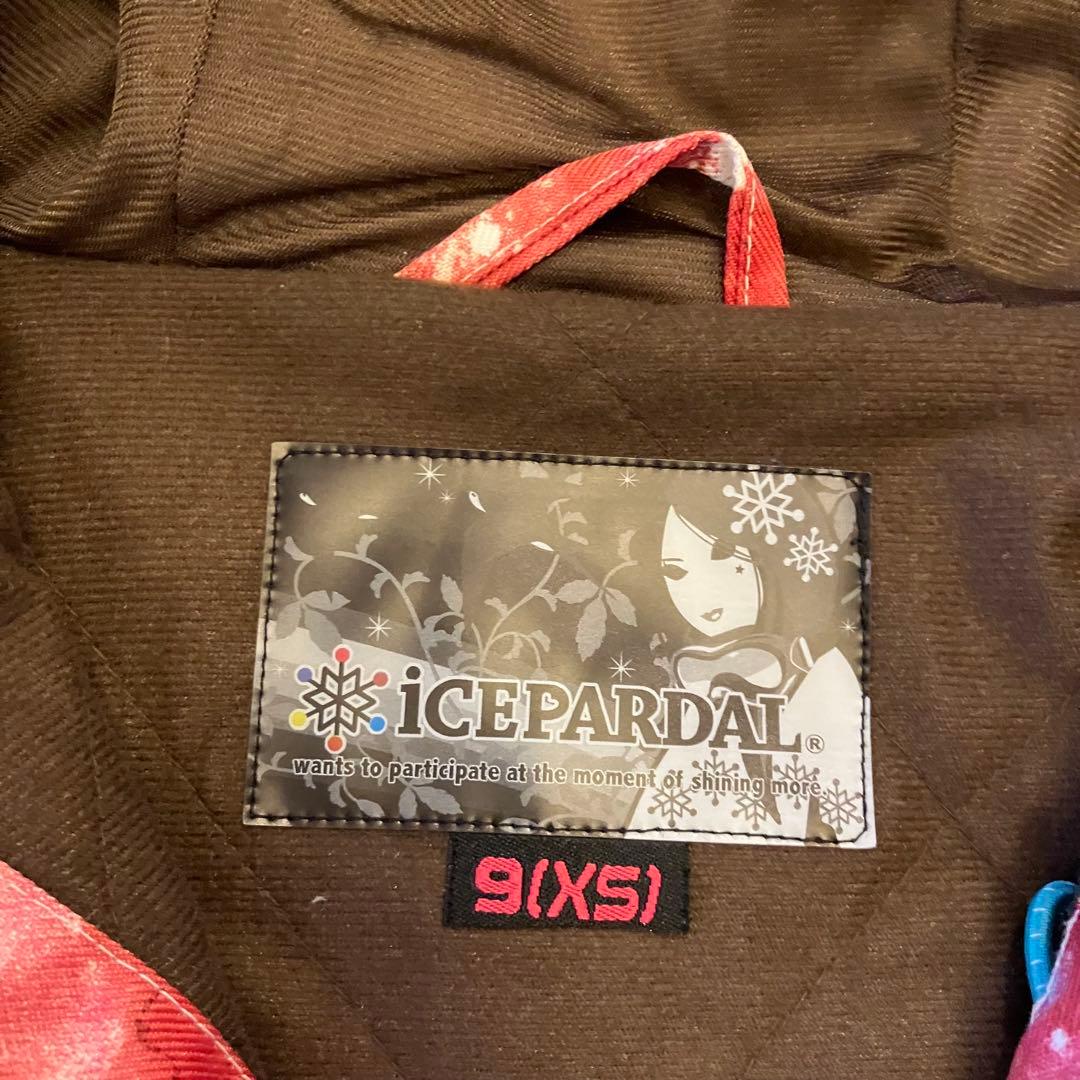 iCEPARDAL®
wants to participate at the moment of shining more.
9(XS)